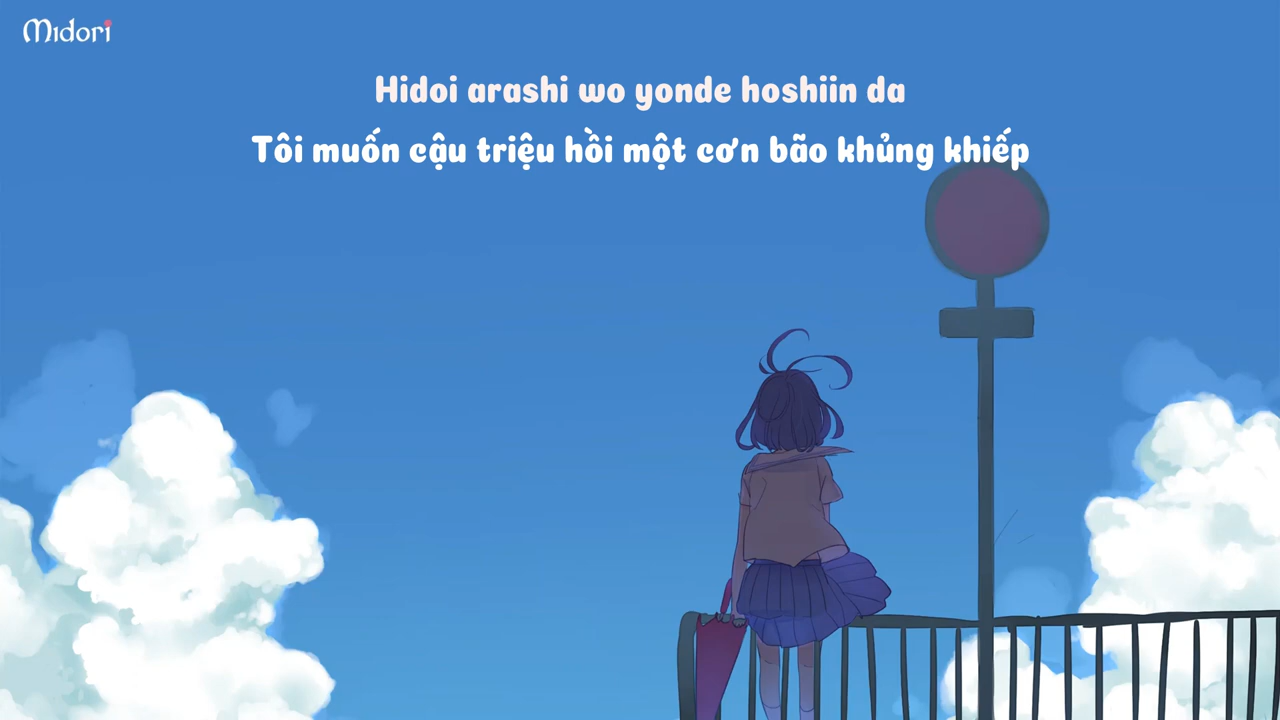 Midori
Hidoi arashi wo yonde hoshiin da
Tôi muốn cậu triệu hồi một cơn bão khủng khiếp